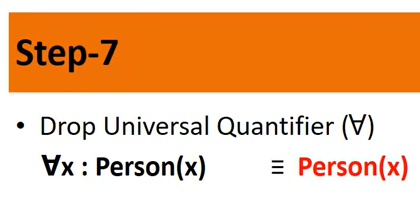 Step-7
• Drop Universal Quantifier (∀)
∀x : Person(x) ≡ Person(x)